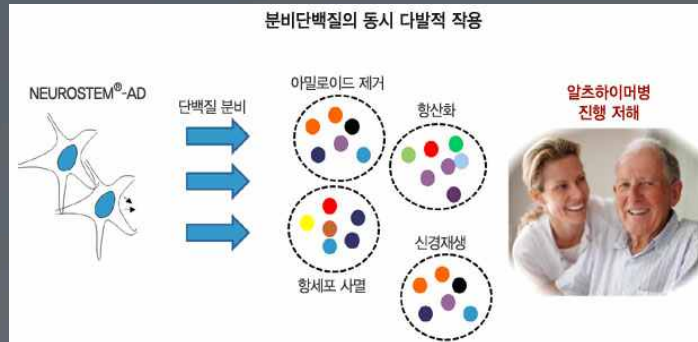 분비단백질의 동시 다발적 작용
NEUROSTEM®-AD
단백질 분비
아밀로이드 제거
항산화
항세포 사멸
신경재생
알츠하이머병
진행 저해